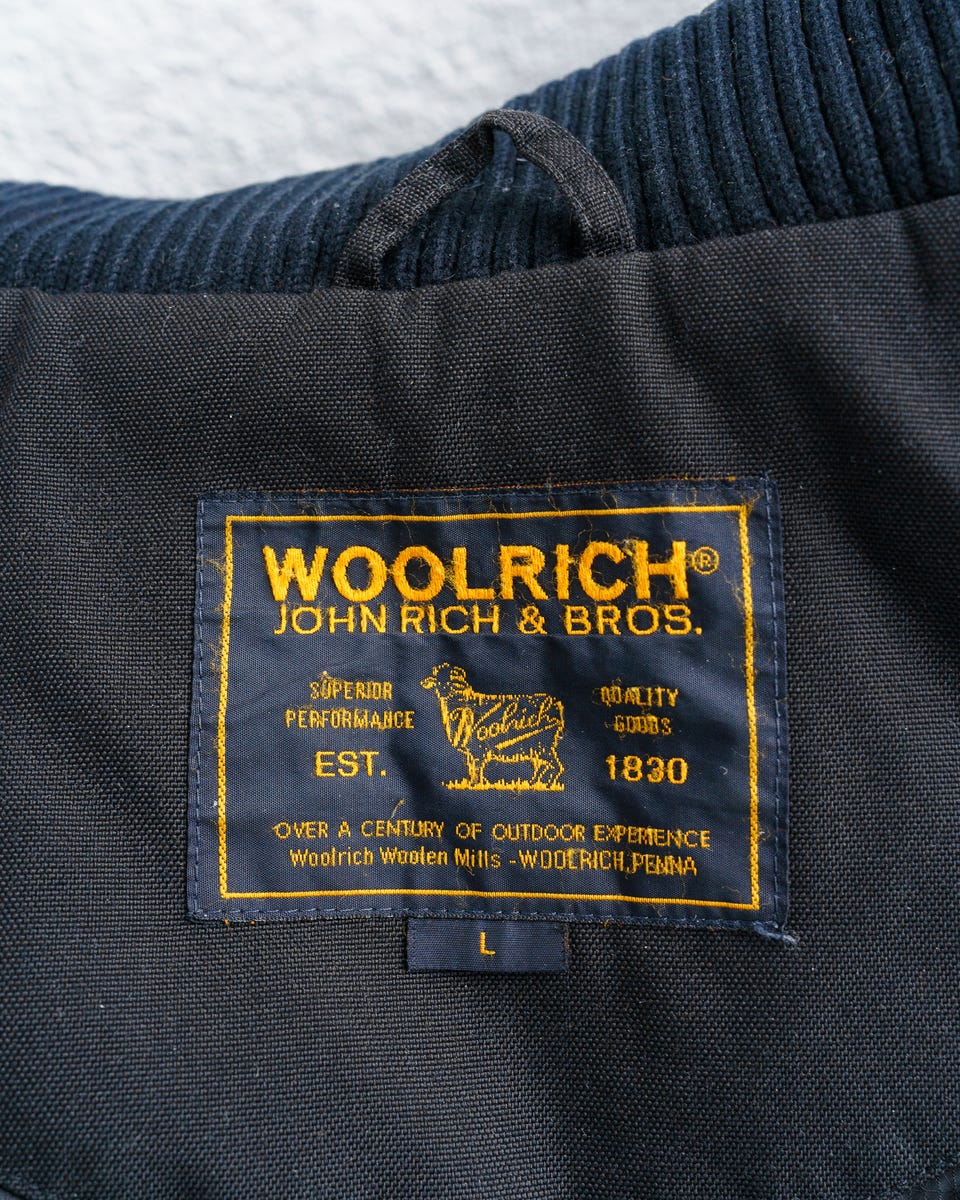 WOOLRICH®
JOHN RICH & BROS.
SUPERIOR
PERFORMANCE
Woolrich
QUALITY
GOODS
EST.
1830
OVER A CENTURY OF OUTDOOR EXPERIENCE
Woolrich Woolen Mills - WOOLRICH, PENNA
L